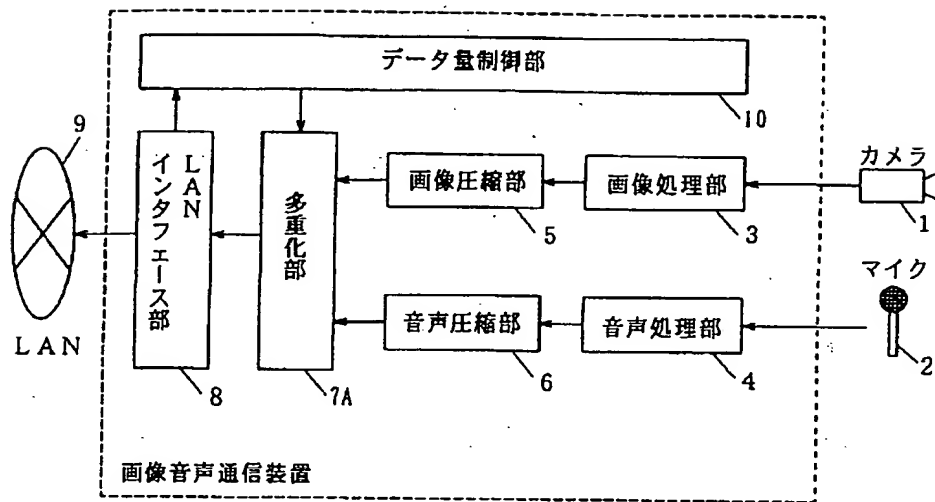 データ量制御部
10
9
LAN
インタフェース部
多重化部
画像圧縮部
画像処理部
カメラ
5
3
1
マイク
音声圧縮部
音声処理部
LAN
8
7A
6
4
2
画像音声通信装置